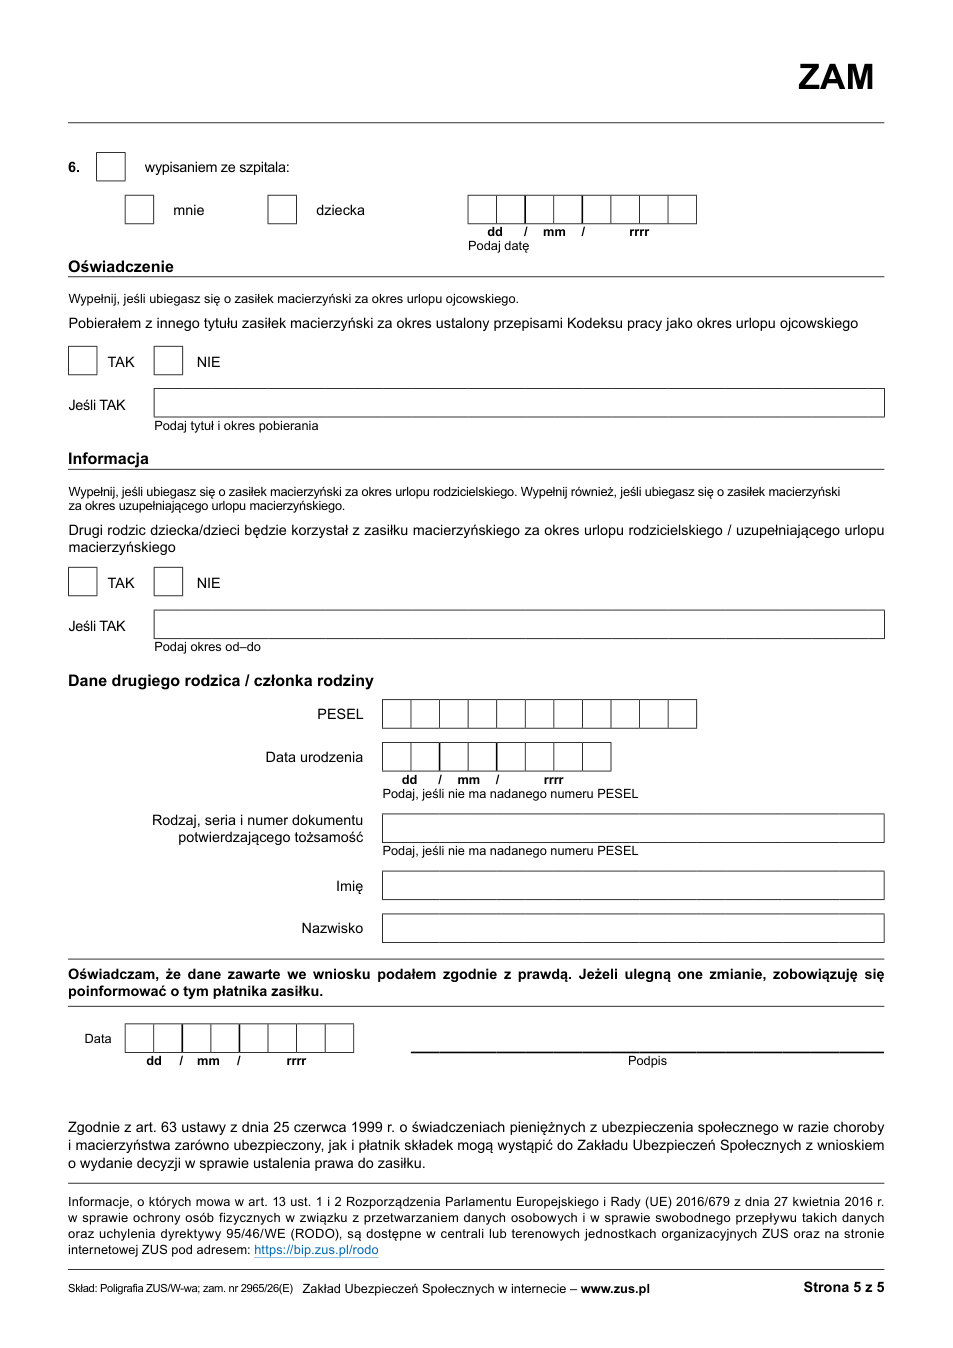 ZAM
6. wypisaniem ze szpitala:
mnie dziecka
dd / mm / rrrr
Podaj datę
Oświadczenie
Wypełnij, jeśli ubiegasz się o zasiłek macierzyński za okres urlopu ojcowskiego.
Pobierałem z innego tytułu zasiłek macierzyński za okres ustalony przepisami Kodeksu pracy jako okres urlopu ojcowskiego
TAK NIE
Jeśli TAK
Podaj tytuł i okres pobierania
Informacja
Wypełnij, jeśli ubiegasz się o zasiłek macierzyński za okres urlopu rodzicielskiego. Wypełnij również, jeśli ubiegasz się o zasiłek macierzyński
za okres uzupełniającego urlopu macierzyńskiego.
Drugi rodzic dziecka/dzieci będzie korzystał z zasiłku macierzyńskiego za okres urlopu rodzicielskiego / uzupełniającego urlopu
macierzyńskiego
TAK NIE
Jeśli TAK
Podaj okres od–do
Dane drugiego rodzica / członka rodziny
PESEL
Data urodzenia
dd / mm / rrrr
Podaj, jeśli nie ma nadanego numeru PESEL
Rodzaj, seria i numer dokumentu
potwierdzającego tożsamość
Podaj, jeśli nie ma nadanego numeru PESEL
Imię
Nazwisko
Oświadczam, że dane zawarte we wniosku podałem zgodnie z prawdą. Jeżeli ulegną one zmianie, zobowiązuję się
poinformować o tym płatnika zasiłku.
Data
dd / mm / rrrr
Podpis
Zgodnie z art. 63 ustawy z dnia 25 czerwca 1999 r. o świadczeniach pieniężnych z ubezpieczenia społecznego w razie choroby
i macierzyństwa zarówno ubezpieczony, jak i płatnik składek mogą wystąpić do Zakładu Ubezpieczeń Społecznych z wnioskiem
o wydanie decyzji w sprawie ustalenia prawa do zasiłku.
Informacje, o których mowa w art. 13 ust. 1 i 2 Rozporządzenia Parlamentu Europejskiego i Rady (UE) 2016/679 z dnia 27 kwietnia 2016 r.
w sprawie ochrony osób fizycznych w związku z przetwarzaniem danych osobowych i w sprawie swobodnego przepływu takich danych
oraz uchylenia dyrektywy 95/46/WE (RODO), są dostępne w centrali lub terenowych jednostkach organizacyjnych ZUS oraz na stronie
internetowej ZUS pod adresem: https://bip.zus.pl/rodo
Skład: Poligrafia ZUS/W-wa; zam. nr 2965/26(E) Zakład Ubezpieczeń Społecznych w internecie – www.zus.pl Strona 5 z 5